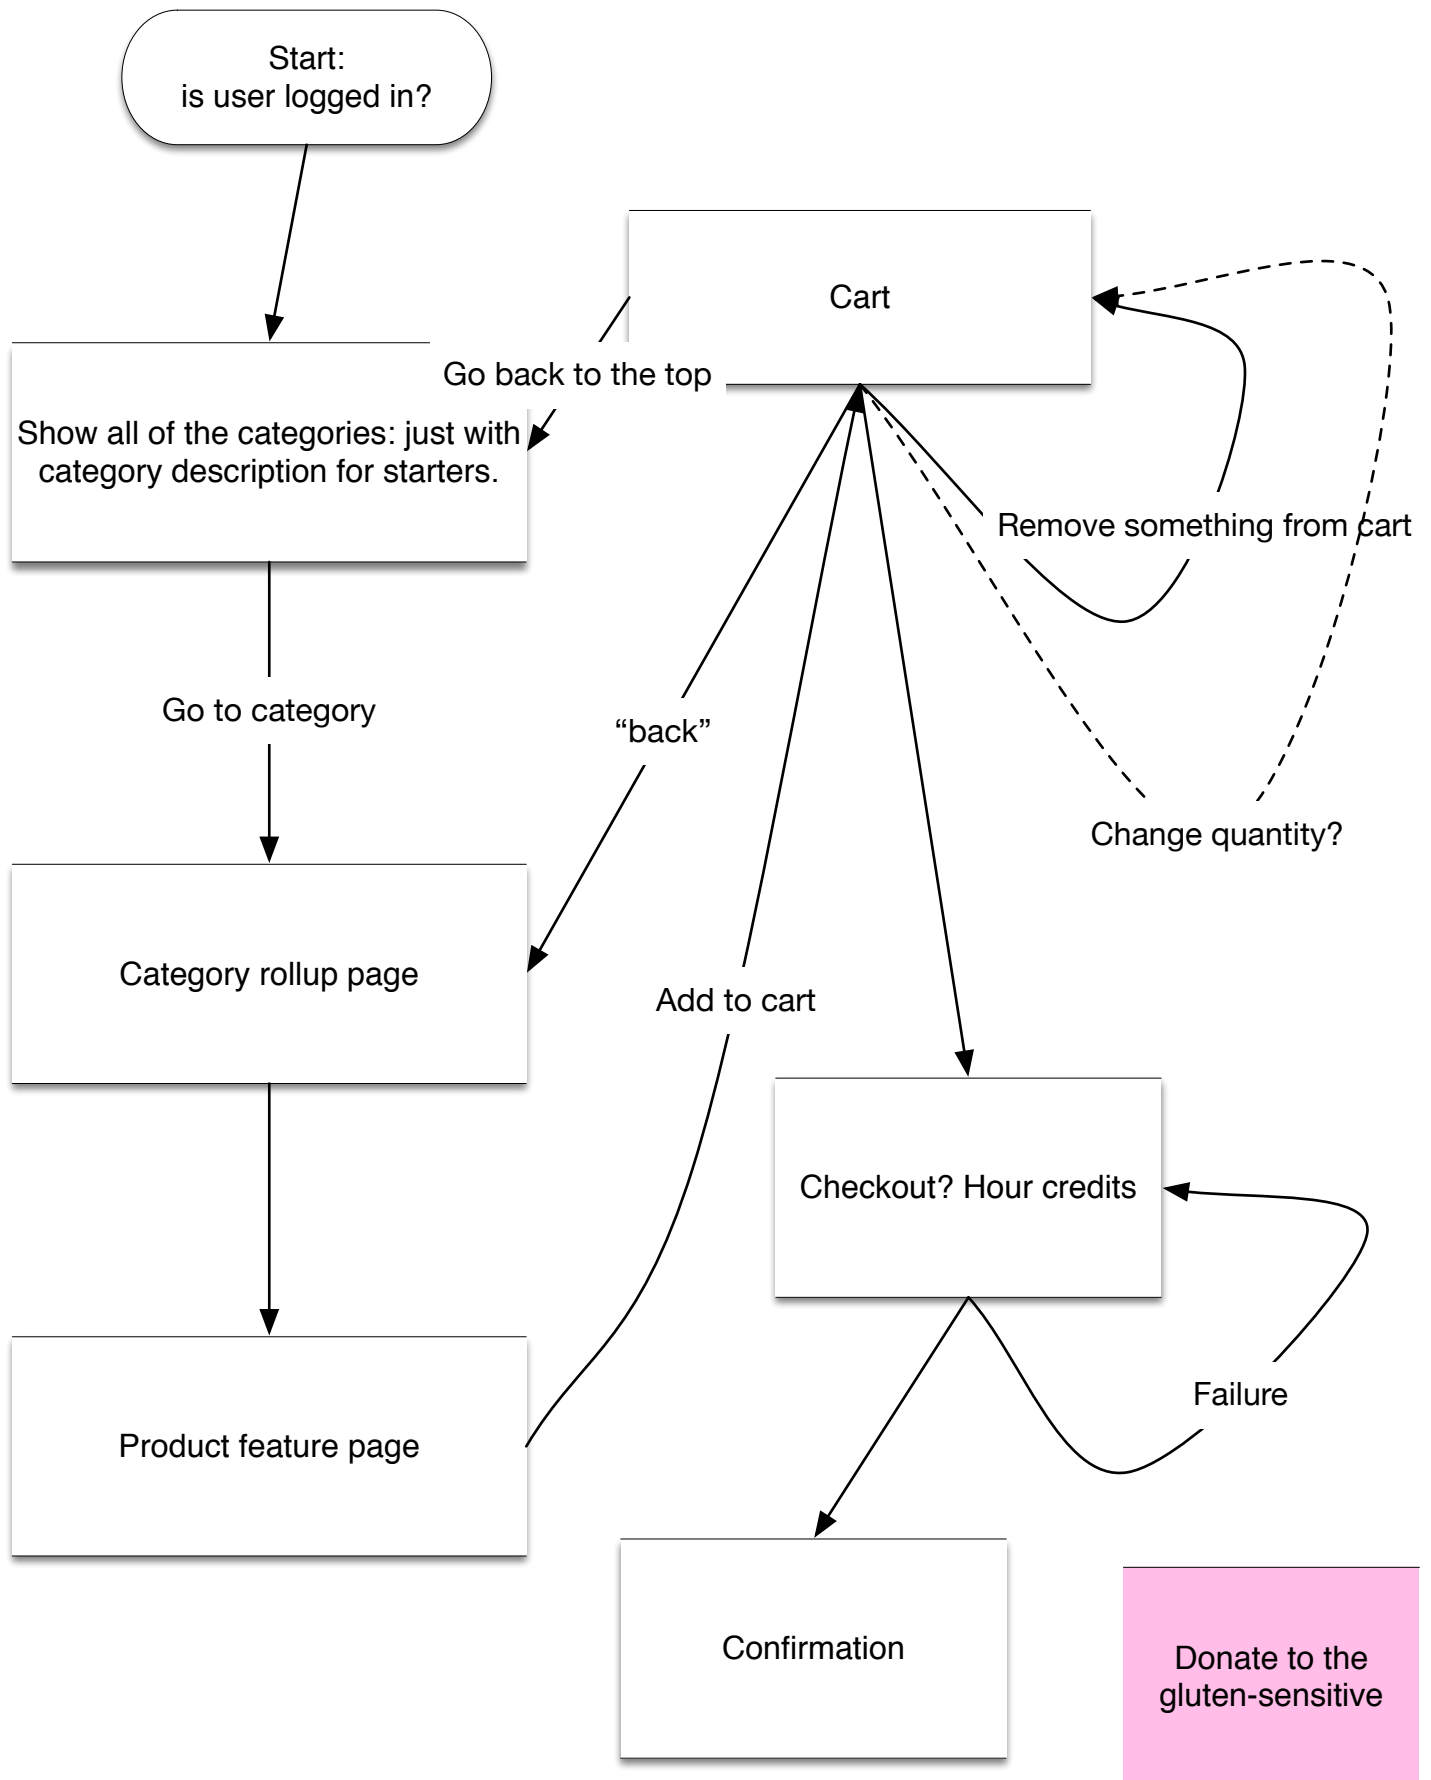 Start:
is user logged in?
Cart
Go back to the top
Show all of the categories: just with
category description for starters.
Remove something from cart
Go to category
“back”
Change quantity?
Category rollup page
Add to cart
Checkout? Hour credits
Failure
Product feature page
Confirmation
Donate to the
gluten-sensitive